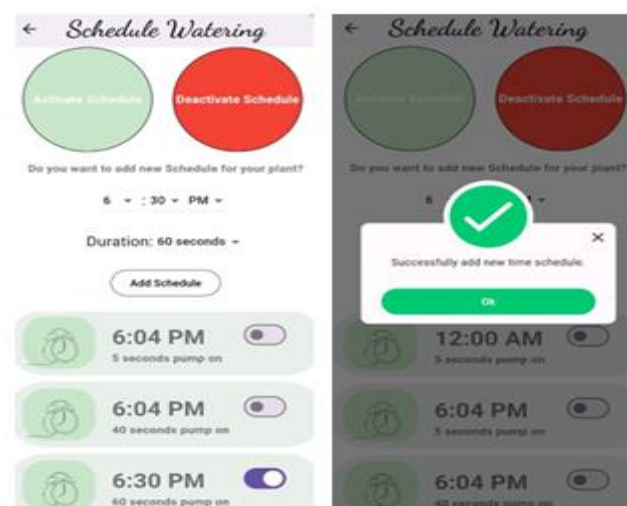 Schedule Watering
Activate Schedule
Deactivate Schedule
Do you want to add new Schedule for your plant?
6 : 30 PM
Duration: 60 seconds
Add Schedule
6:04 PM
5 seconds pump on
6:04 PM
40 seconds pump on
6:30 PM
60 seconds pump on
Schedule Watering
Activate Schedule
Deactivate Schedule
Do you want to add new Schedule for your plant?
6
Successfully add new time schedule.
Ok
12:00 AM
5 seconds pump on
6:04 PM
5 seconds pump on
6:04 PM
40 seconds pump on